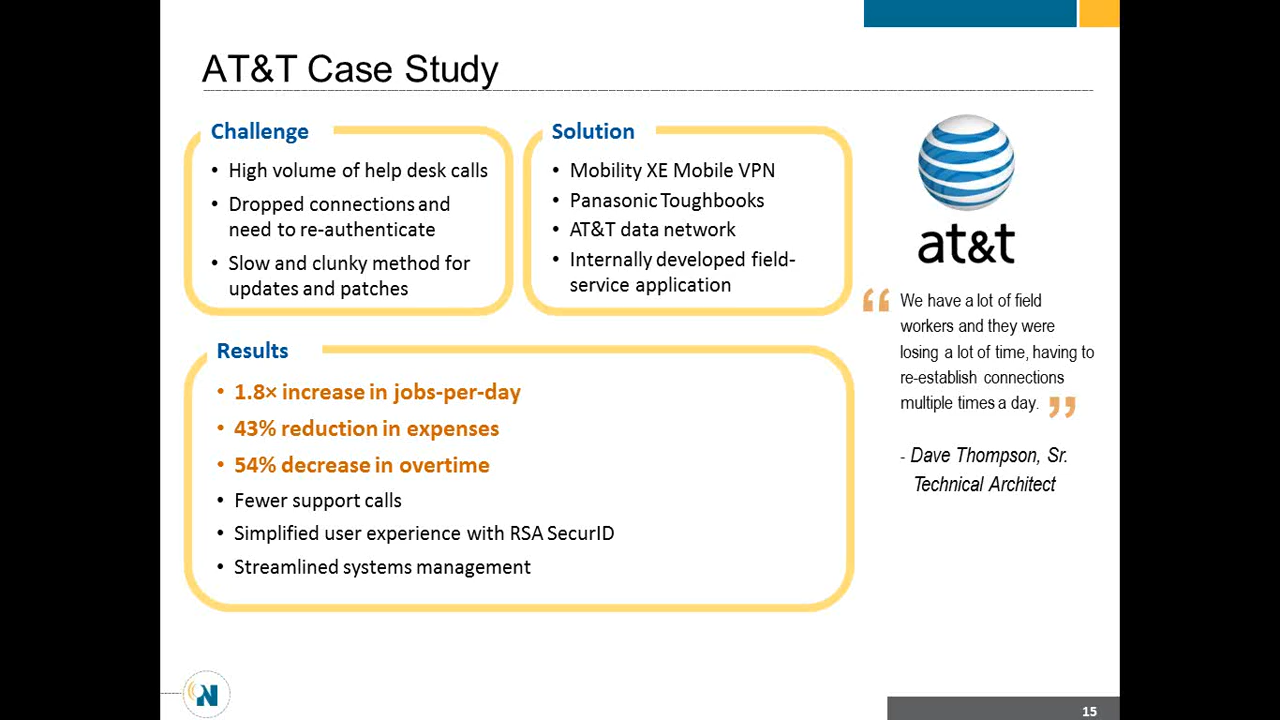 AT&T Case Study
Challenge
• High volume of help desk calls
• Dropped connections and
need to re-authenticate
• Slow and clunky method for
updates and patches
Solution
• Mobility XE Mobile VPN
• Panasonic Toughbooks
• AT&T data network
• Internally developed field-
service application
at&t
“ We have a lot of field
workers and they were
losing a lot of time, having to
re-establish connections
multiple times a day. ”
- Dave Thompson, Sr.
Technical Architect
Results
• 1.8× increase in jobs-per-day
• 43% reduction in expenses
• 54% decrease in overtime
• Fewer support calls
• Simplified user experience with RSA SecurID
• Streamlined systems management
N
15